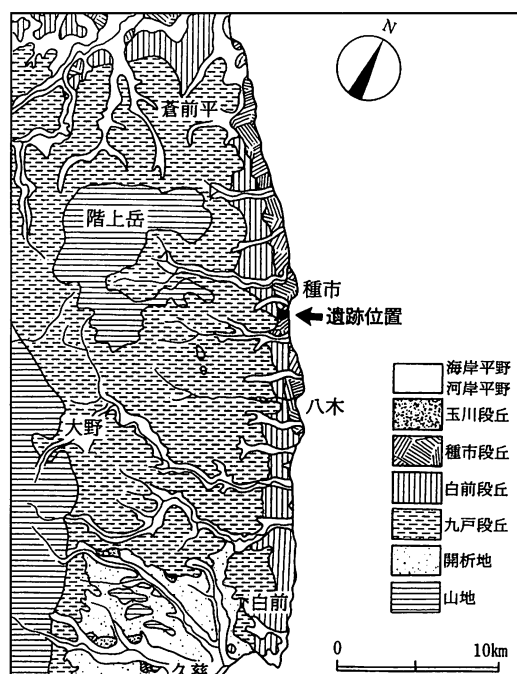 N
蒼前平
階上岳
種市
遺跡位置
八木
大野
白前
久慈
海岸平野
河岸平野
玉川段丘
種市段丘
白前段丘
九戸段丘
開析地
山地
0 10km